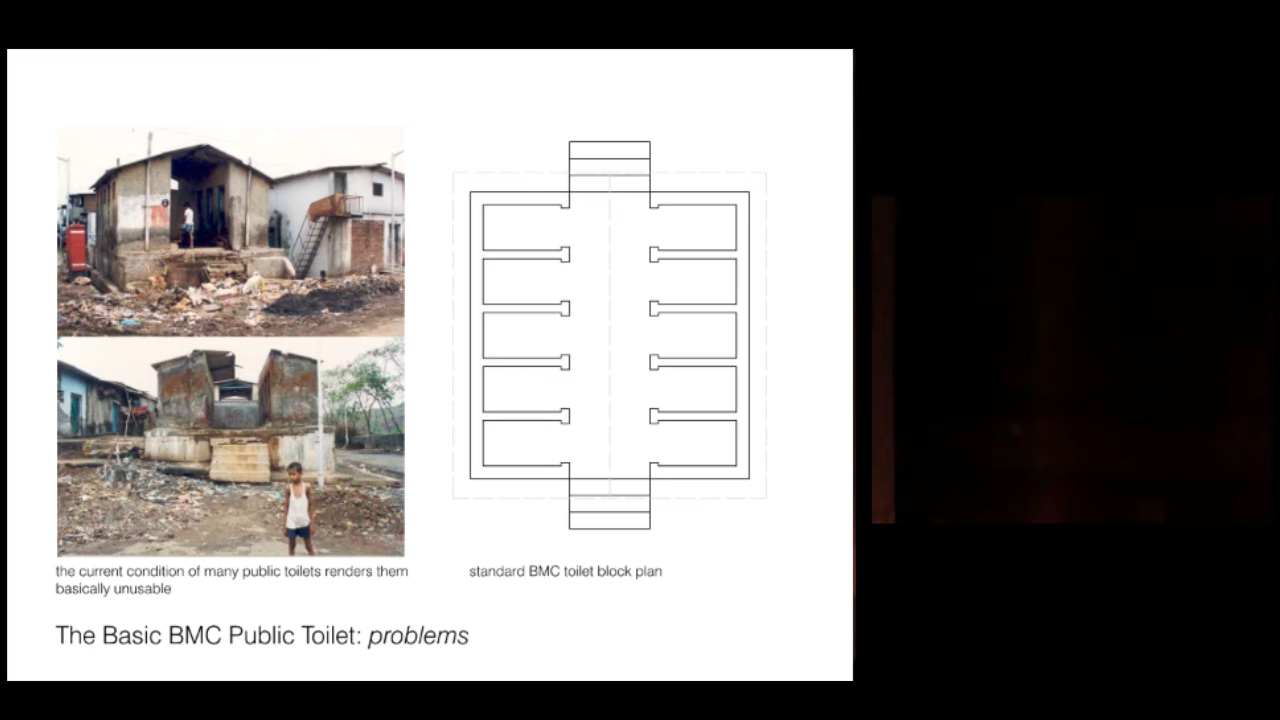 the current condition of many public toilets renders them
basically unusable
standard BMC toilet block plan
The Basic BMC Public Toilet: problems